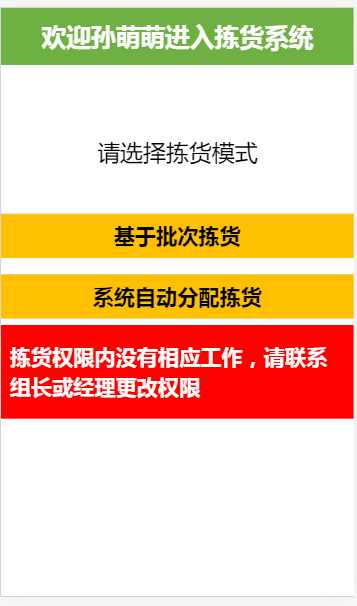 欢迎孙萌萌进入拣货系统
请选择拣货模式
基于批次拣货
系统自动分配拣货
拣货权限内没有相应工作，请联系
组长或经理更改权限